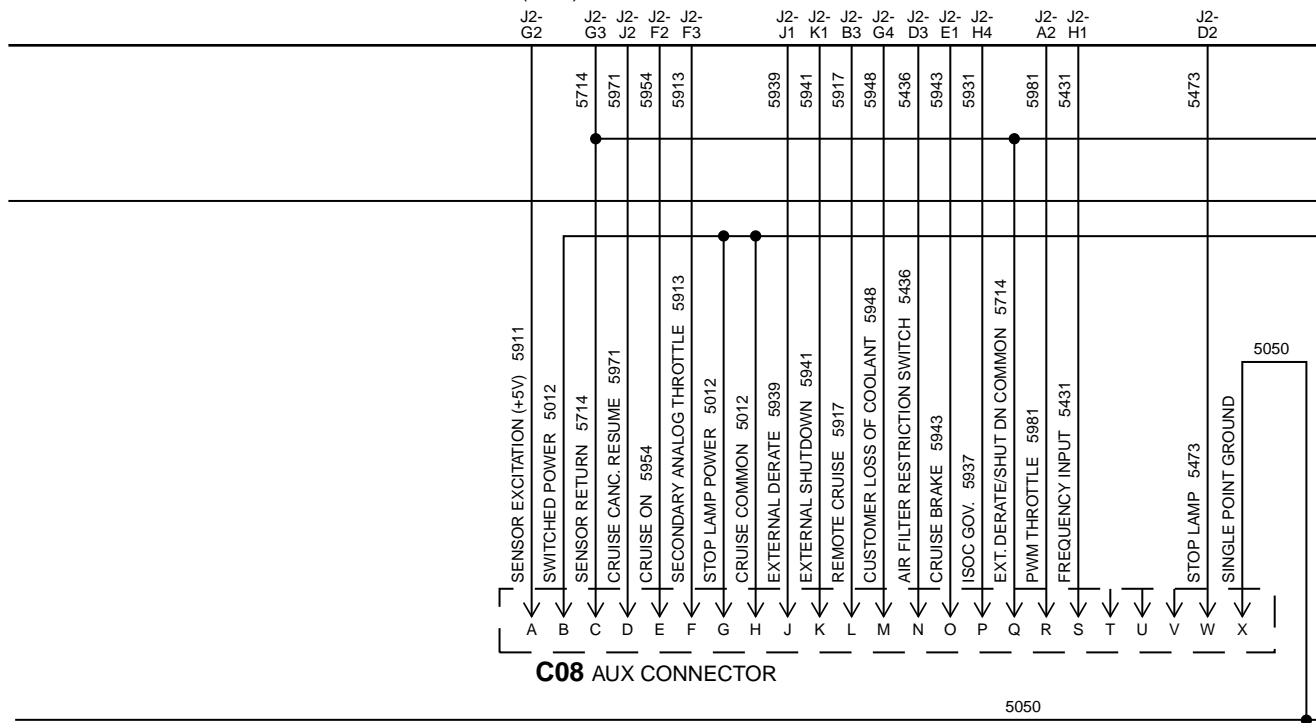 J2- J2- J2- J2- J2- J2- J2- J2- J2- J2- J2- J2- J2- J2- J2-
G2 G3 J2 F2 F3 J1 K1 B3 G4 D3 E1 H4 A2 H1 D2
5714
5971
5954
5913
5939
5941
5917
5948
5436
5943
5931
5981
5431
5473
SENSOR EXCITATION (+5V) 5911
SWITCHED POWER 5012
SENSOR RETURN 5714
CRUISE CANC. RESUME 5971
CRUISE ON 5954
SECONDARY ANALOG THROTTLE 5913
STOP LAMP POWER 5012
CRUISE COMMON 5012
EXTERNAL DERATE 5939
EXTERNAL SHUTDOWN 5941
REMOTE CRUISE 5917
CUSTOMER LOSS OF COOLANT 5948
AIR FILTER RESTRICTION SWITCH 5436
CRUISE BRAKE 5943
ISOC GOV. 5937
EXT. DERATE/SHUT DN COMMON 5714
PWM THROTTLE 5981
FREQUENCY INPUT 5431
STOP LAMP 5473
SINGLE POINT GROUND
5050
A B C D E F G H J K L M N O P Q R S T U V W X
C08 AUX CONNECTOR
5050